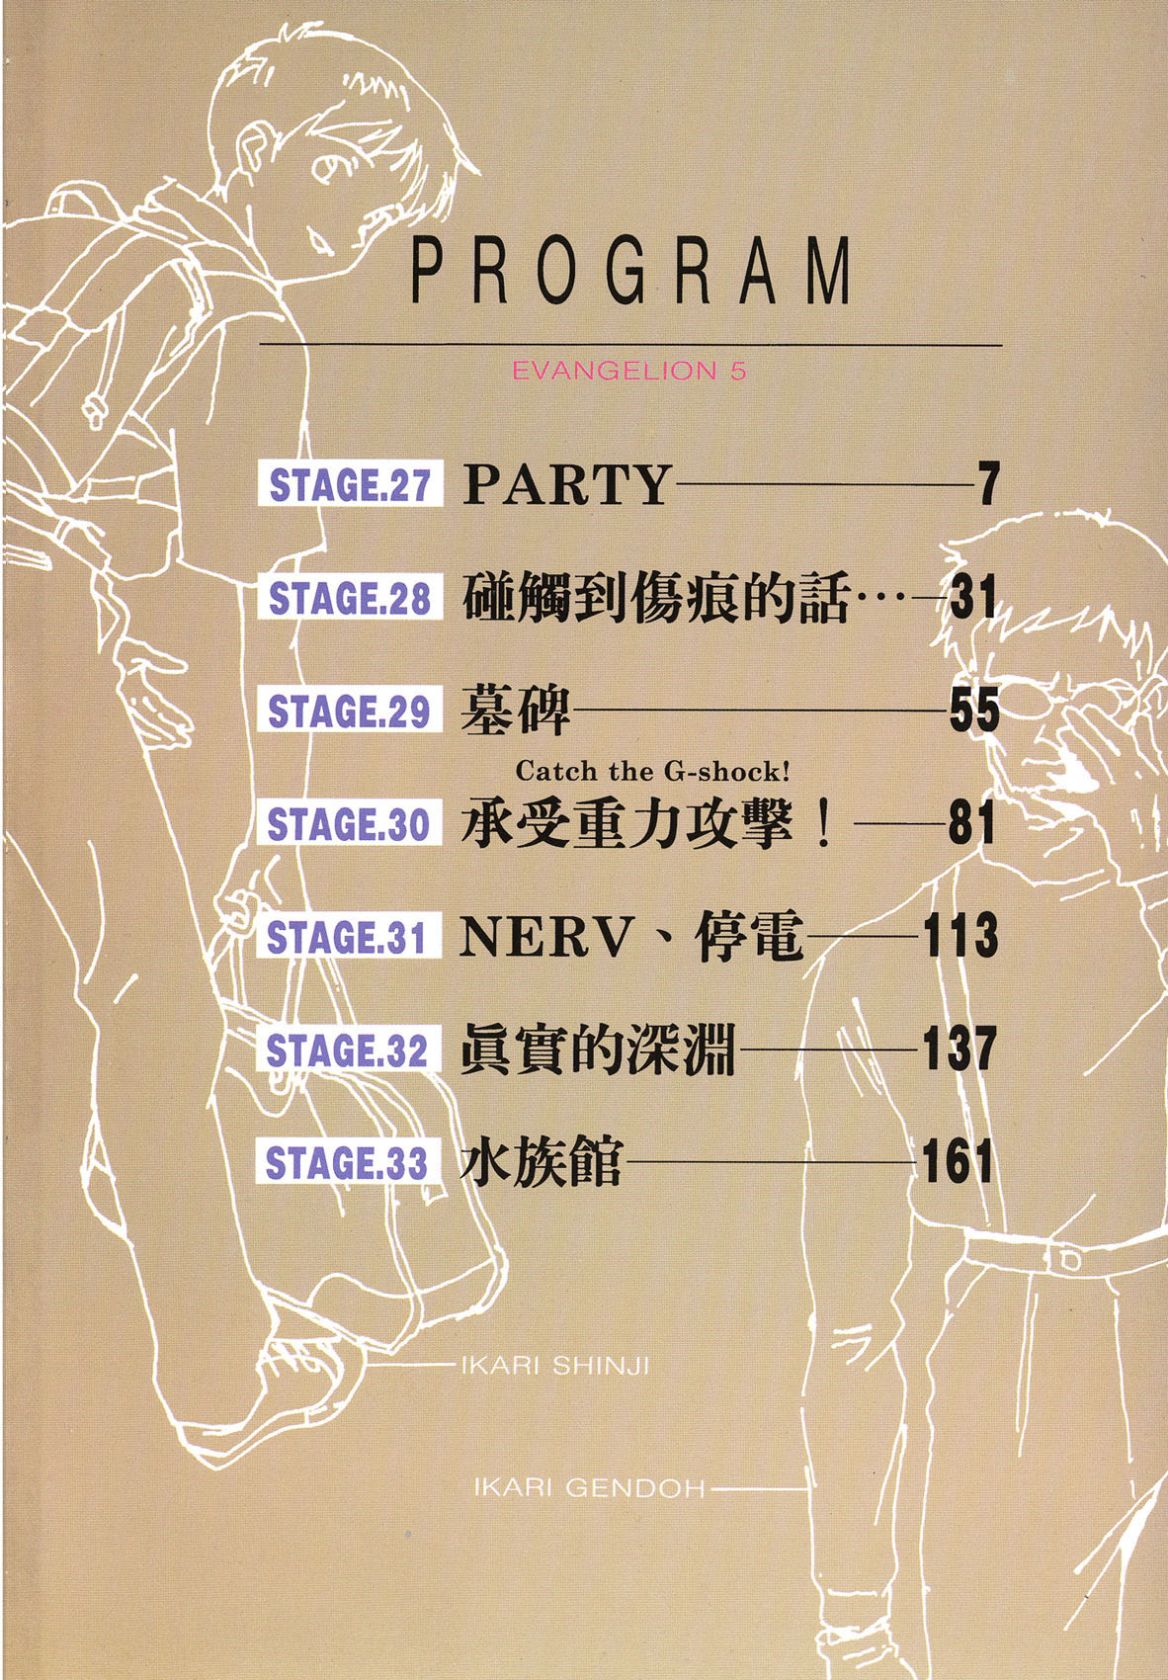 PROGRAM
EVANGELION 5
STAGE.27 PARTY 7
STAGE.28 碰觸到傷痕的話… 31
STAGE.29 墓碑 55
Catch the G-shock!
STAGE.30 承受重力攻擊！ 81
STAGE.31 NERV、停電 113
STAGE.32 眞實的深淵 137
STAGE.33 水族館 161
IKARI SHINJI
IKARI GENDOH